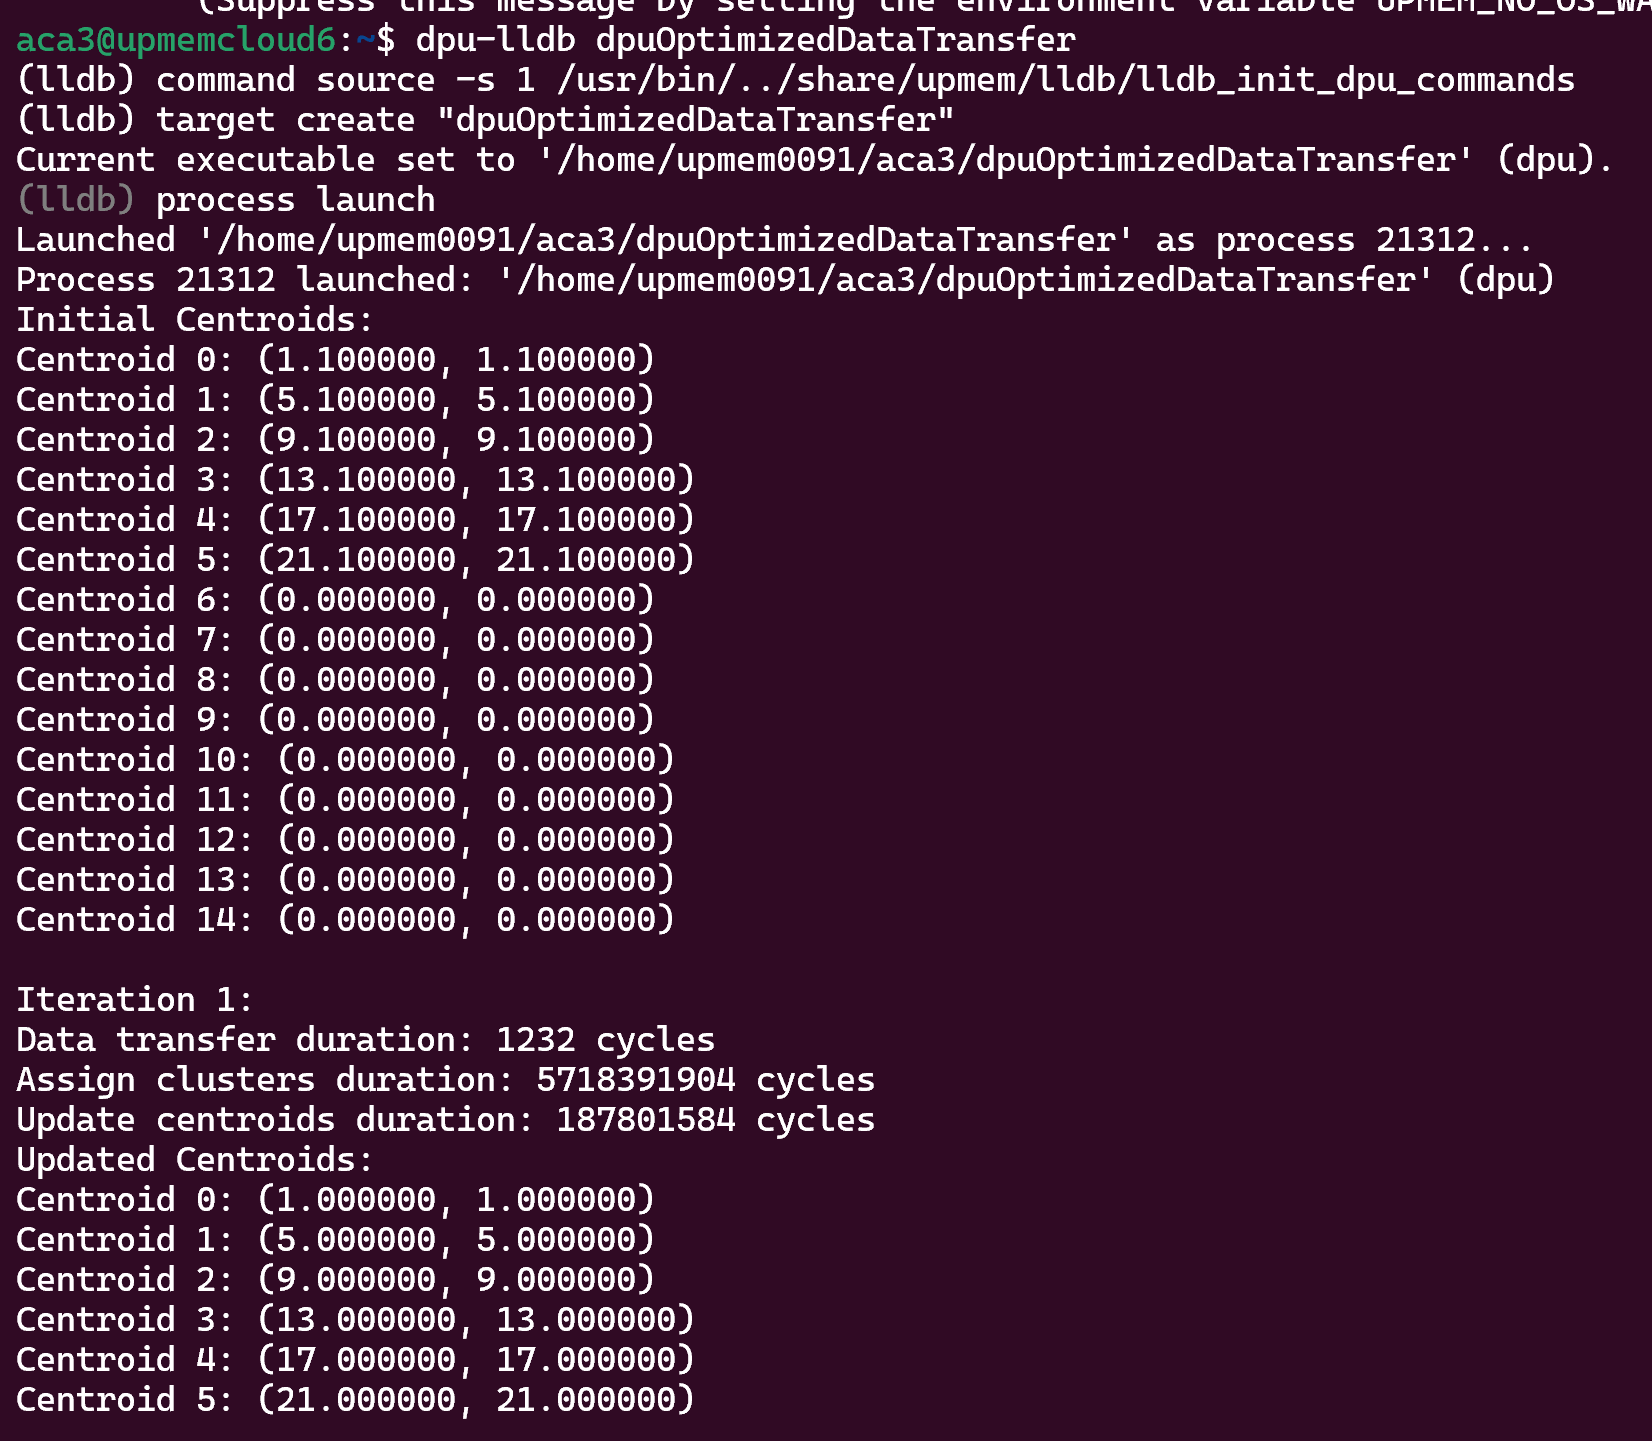 (Suppress this message by setting the environment variable UPMEM_NO_OS_WA
aca3@upmemcloud6:~$ dpu-lldb dpuOptimizedDataTransfer
(lldb) command source -s 1 /usr/bin/../share/upmem/lldb/lldb_init_dpu_commands
(lldb) target create "dpuOptimizedDataTransfer"
Current executable set to '/home/upmem0091/aca3/dpuOptimizedDataTransfer' (dpu).
(lldb) process launch
Launched '/home/upmem0091/aca3/dpuOptimizedDataTransfer' as process 21312...
Process 21312 launched: '/home/upmem0091/aca3/dpuOptimizedDataTransfer' (dpu)
Initial Centroids:
Centroid 0: (1.100000, 1.100000)
Centroid 1: (5.100000, 5.100000)
Centroid 2: (9.100000, 9.100000)
Centroid 3: (13.100000, 13.100000)
Centroid 4: (17.100000, 17.100000)
Centroid 5: (21.100000, 21.100000)
Centroid 6: (0.000000, 0.000000)
Centroid 7: (0.000000, 0.000000)
Centroid 8: (0.000000, 0.000000)
Centroid 9: (0.000000, 0.000000)
Centroid 10: (0.000000, 0.000000)
Centroid 11: (0.000000, 0.000000)
Centroid 12: (0.000000, 0.000000)
Centroid 13: (0.000000, 0.000000)
Centroid 14: (0.000000, 0.000000)
Iteration 1:
Data transfer duration: 1232 cycles
Assign clusters duration: 5718391904 cycles
Update centroids duration: 187801584 cycles
Updated Centroids:
Centroid 0: (1.000000, 1.000000)
Centroid 1: (5.000000, 5.000000)
Centroid 2: (9.000000, 9.000000)
Centroid 3: (13.000000, 13.000000)
Centroid 4: (17.000000, 17.000000)
Centroid 5: (21.000000, 21.000000)